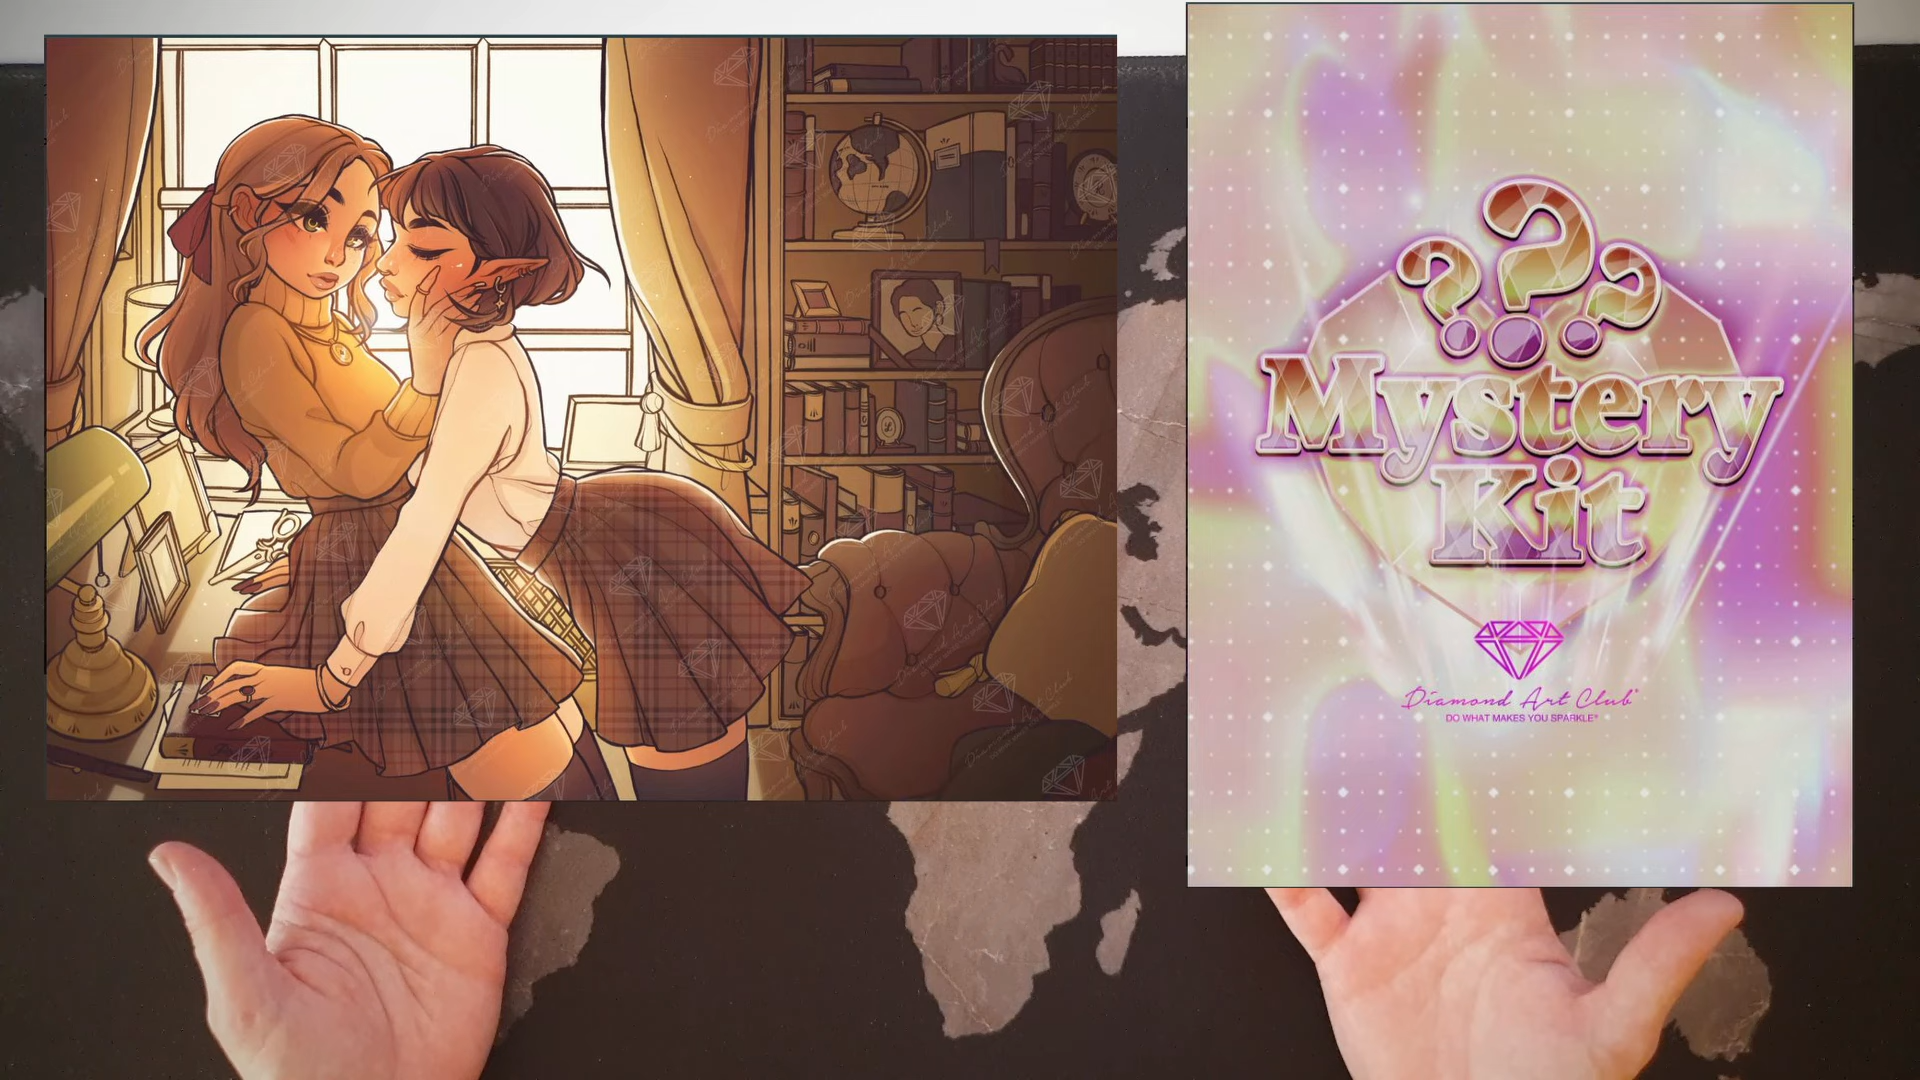 ???
Mystery
Kit
Diamond Art Club®
DO WHAT MAKES YOU SPARKLE®